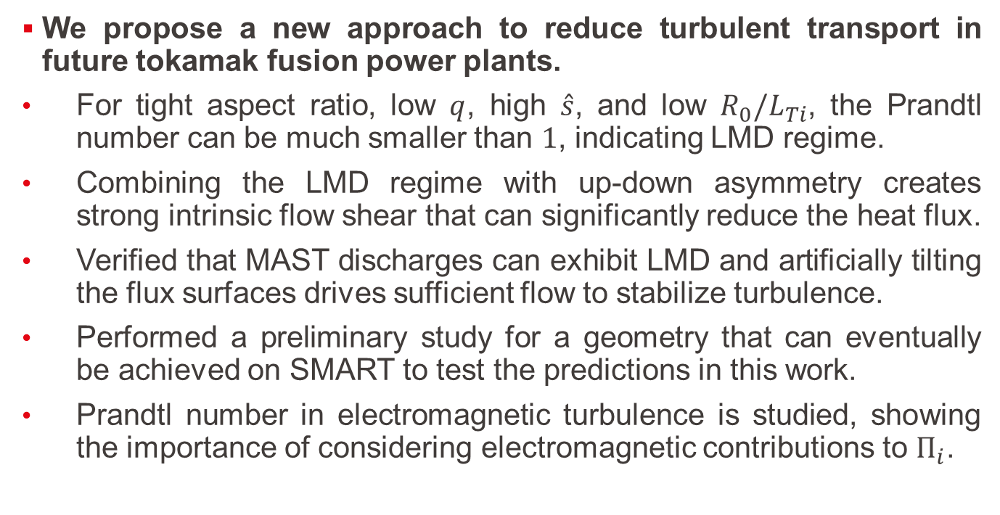 ▪ We propose a new approach to reduce turbulent transport in
future tokamak fusion power plants.
• For tight aspect ratio, low q, high ŝ, and low R₀/L_Ti, the Prandtl
number can be much smaller than 1, indicating LMD regime.
• Combining the LMD regime with up-down asymmetry creates
strong intrinsic flow shear that can significantly reduce the heat flux.
• Verified that MAST discharges can exhibit LMD and artificially tilting
the flux surfaces drives sufficient flow to stabilize turbulence.
• Performed a preliminary study for a geometry that can eventually
be achieved on SMART to test the predictions in this work.
• Prandtl number in electromagnetic turbulence is studied, showing
the importance of considering electromagnetic contributions to Πᵢ.